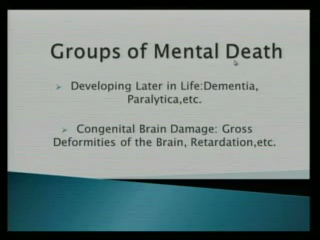 Groups of Mental Death
Developing Later in Life:Dementia,
Paralytica,etc.
Congenital Brain Damage: Gross
Deformities of the Brain, Retardation,etc.